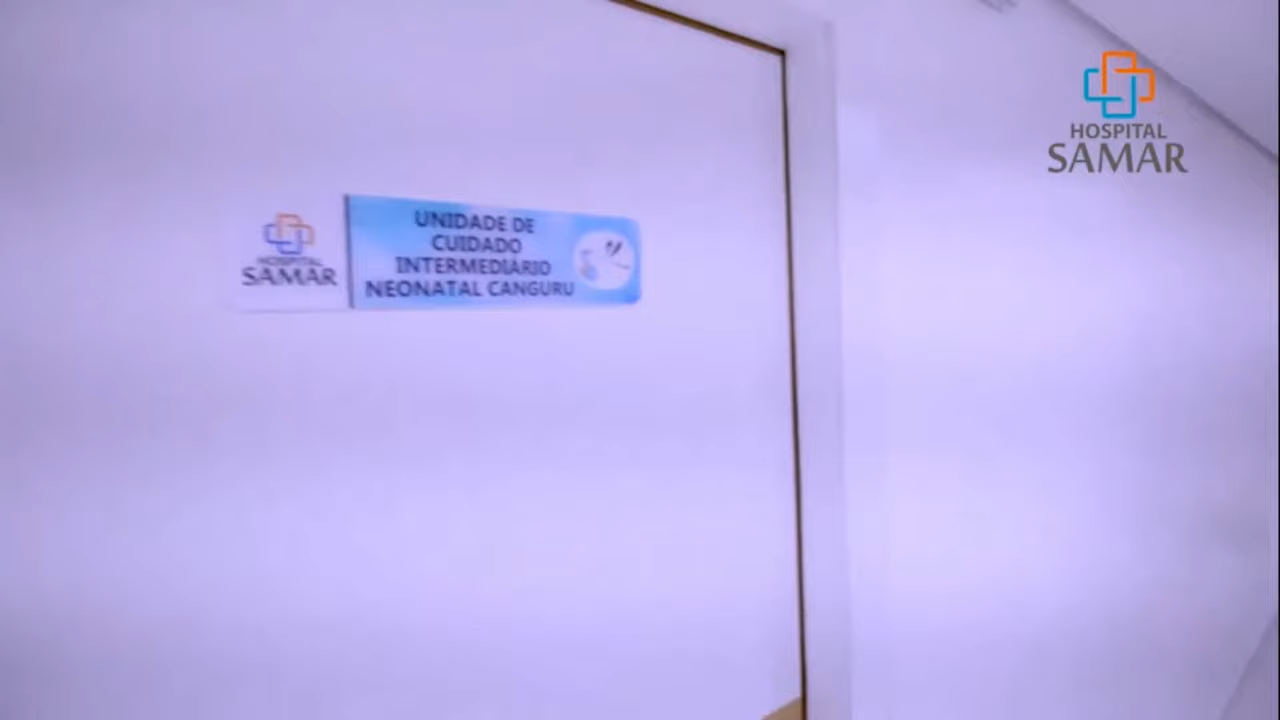 HOSPITAL
SAMAR
UNIDADE DE
CUIDADO
INTERMEDIÁRIO
NEONATAL CANGURU
HOSPITAL
SAMAR